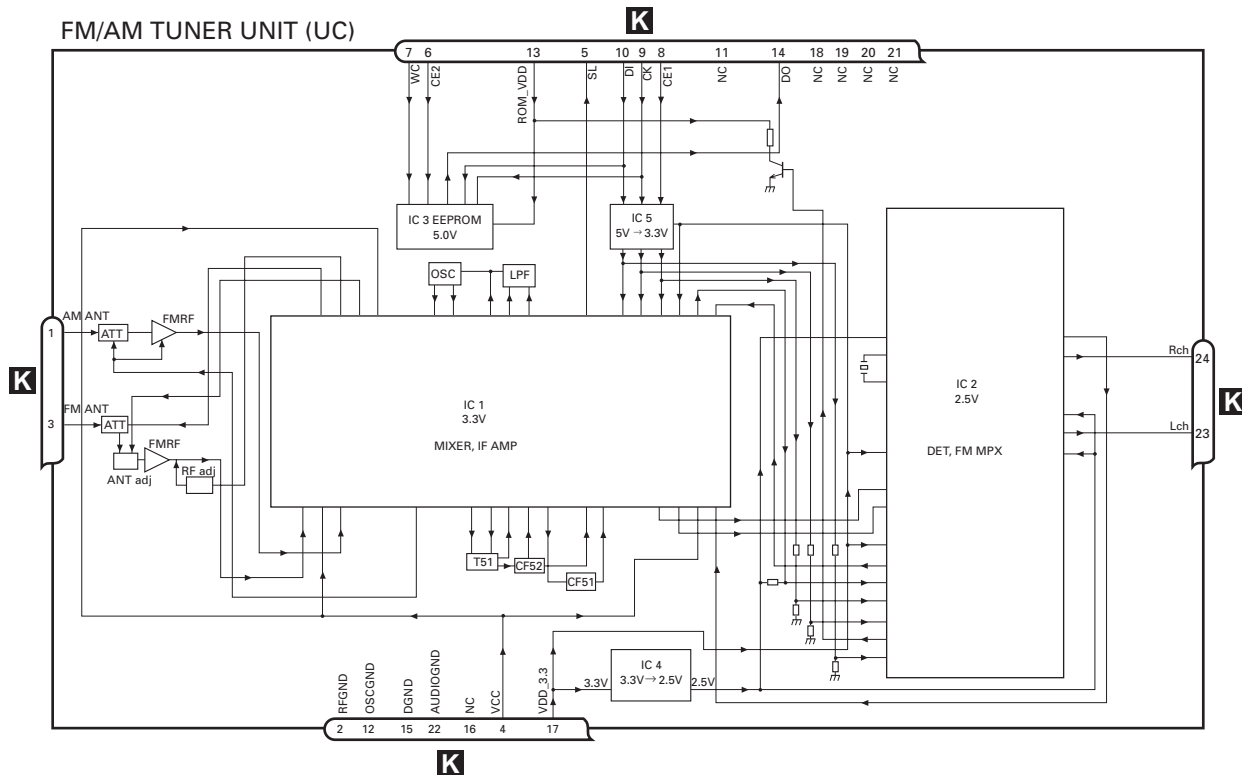 FM/AM TUNER UNIT (UC)
K
7 6 13 5 10 9 8 11 14 18 19 20 21
WC CE2 ROM_VDD SL DI CK CE1 NC DO NC NC NC NC
IC 3 EEPROM
5.0V
IC 5
5V → 3.3V
OSC
LPF
AM ANT
1
ATT
FMRF
K
FM ANT
3
ATT
FMRF
ANT adj
RF adj
IC 1
3.3V
MIXER, IF AMP
IC 2
2.5V
DET, FM MPX
Rch
24
K
Lch
23
T51
CF52
CF51
IC 4
3.3V → 2.5V
3.3V
2.5V
RFGND OSCGND DGND AUDIOGND NC VCC VDD_3.3
2 12 15 22 16 4 17
K